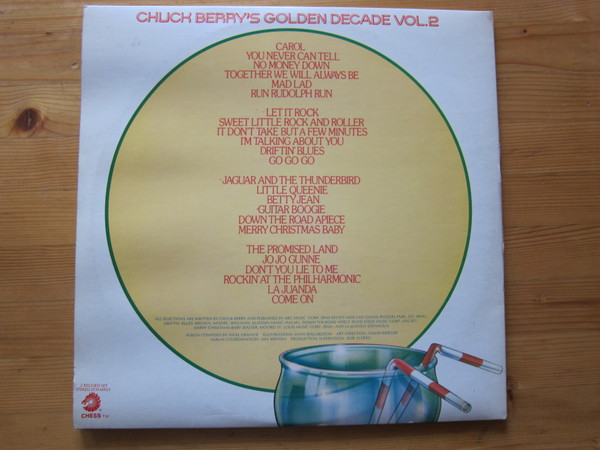 CHUCK BERRY'S GOLDEN DECADE VOL.2
CAROL
YOU NEVER CAN TELL
NO MONEY DOWN
TOGETHER WE WILL ALWAYS BE
MAD LAD
RUN RUDOLPH RUN
LET IT ROCK
SWEET LITTLE ROCK AND ROLLER
IT DON'T TAKE BUT A FEW MINUTES
I'M TALKING ABOUT YOU
DRIFTIN' BLUES
GO GO GO
JAGUAR AND THE THUNDERBIRD
LITTLE QUEENIE
BETTY JEAN
GUITAR BOOGIE
DOWN THE ROAD APIECE
MERRY CHRISTMAS BABY
THE PROMISED LAND
JO JO GUNNE
DON'T YOU LIE TO ME
ROCKIN' AT THE PHILHARMONIC
LA JUANDA
COME ON
2 RECORD SET
CHESS